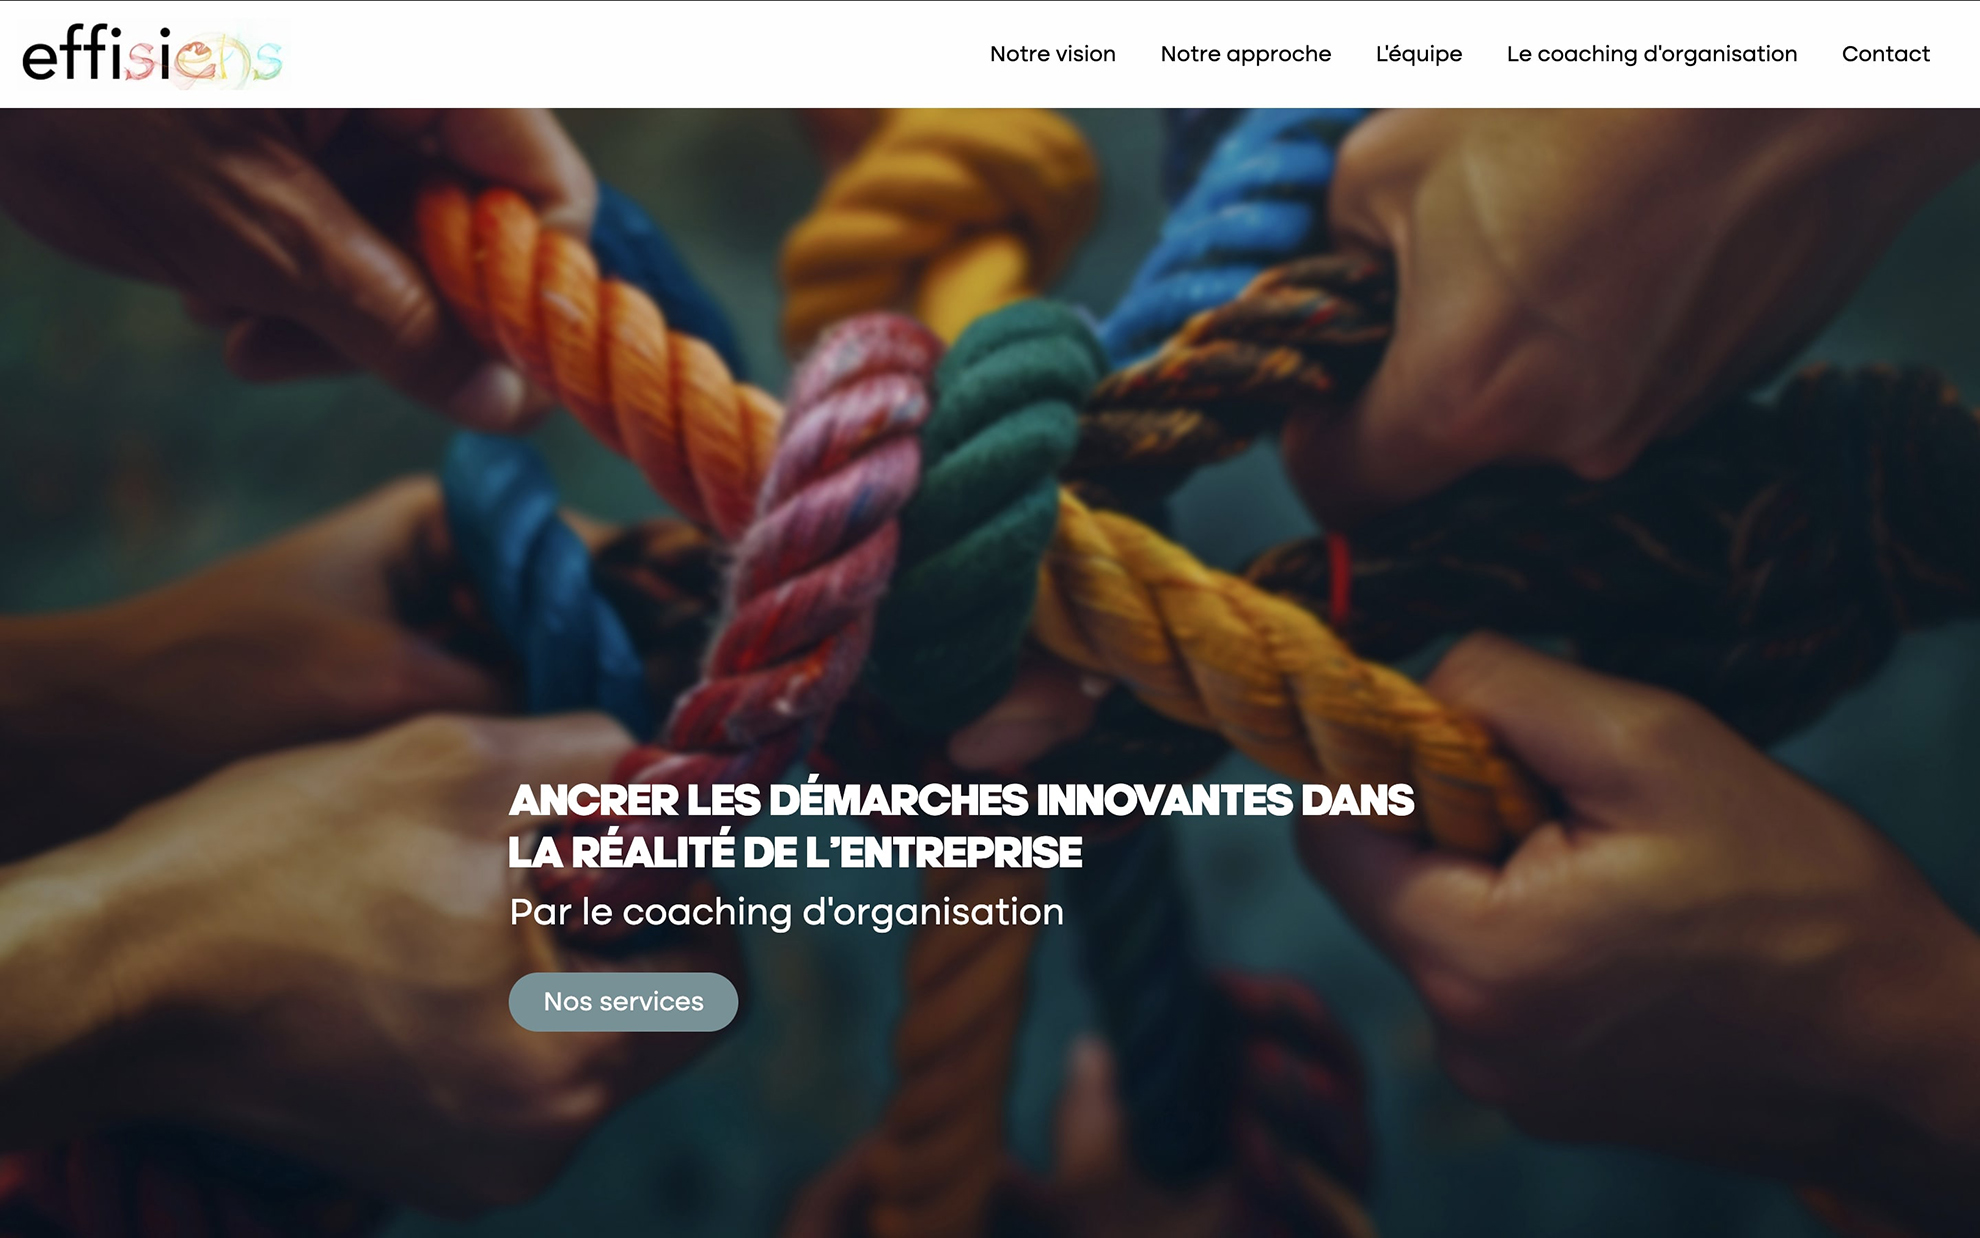 effisiens
Notre vision
Notre approche
L'équipe
Le coaching d'organisation
Contact
ANCRER LES DÉMARCHES INNOVANTES DANS
LA RÉALITÉ DE L’ENTREPRISE
Par le coaching d'organisation
Nos services